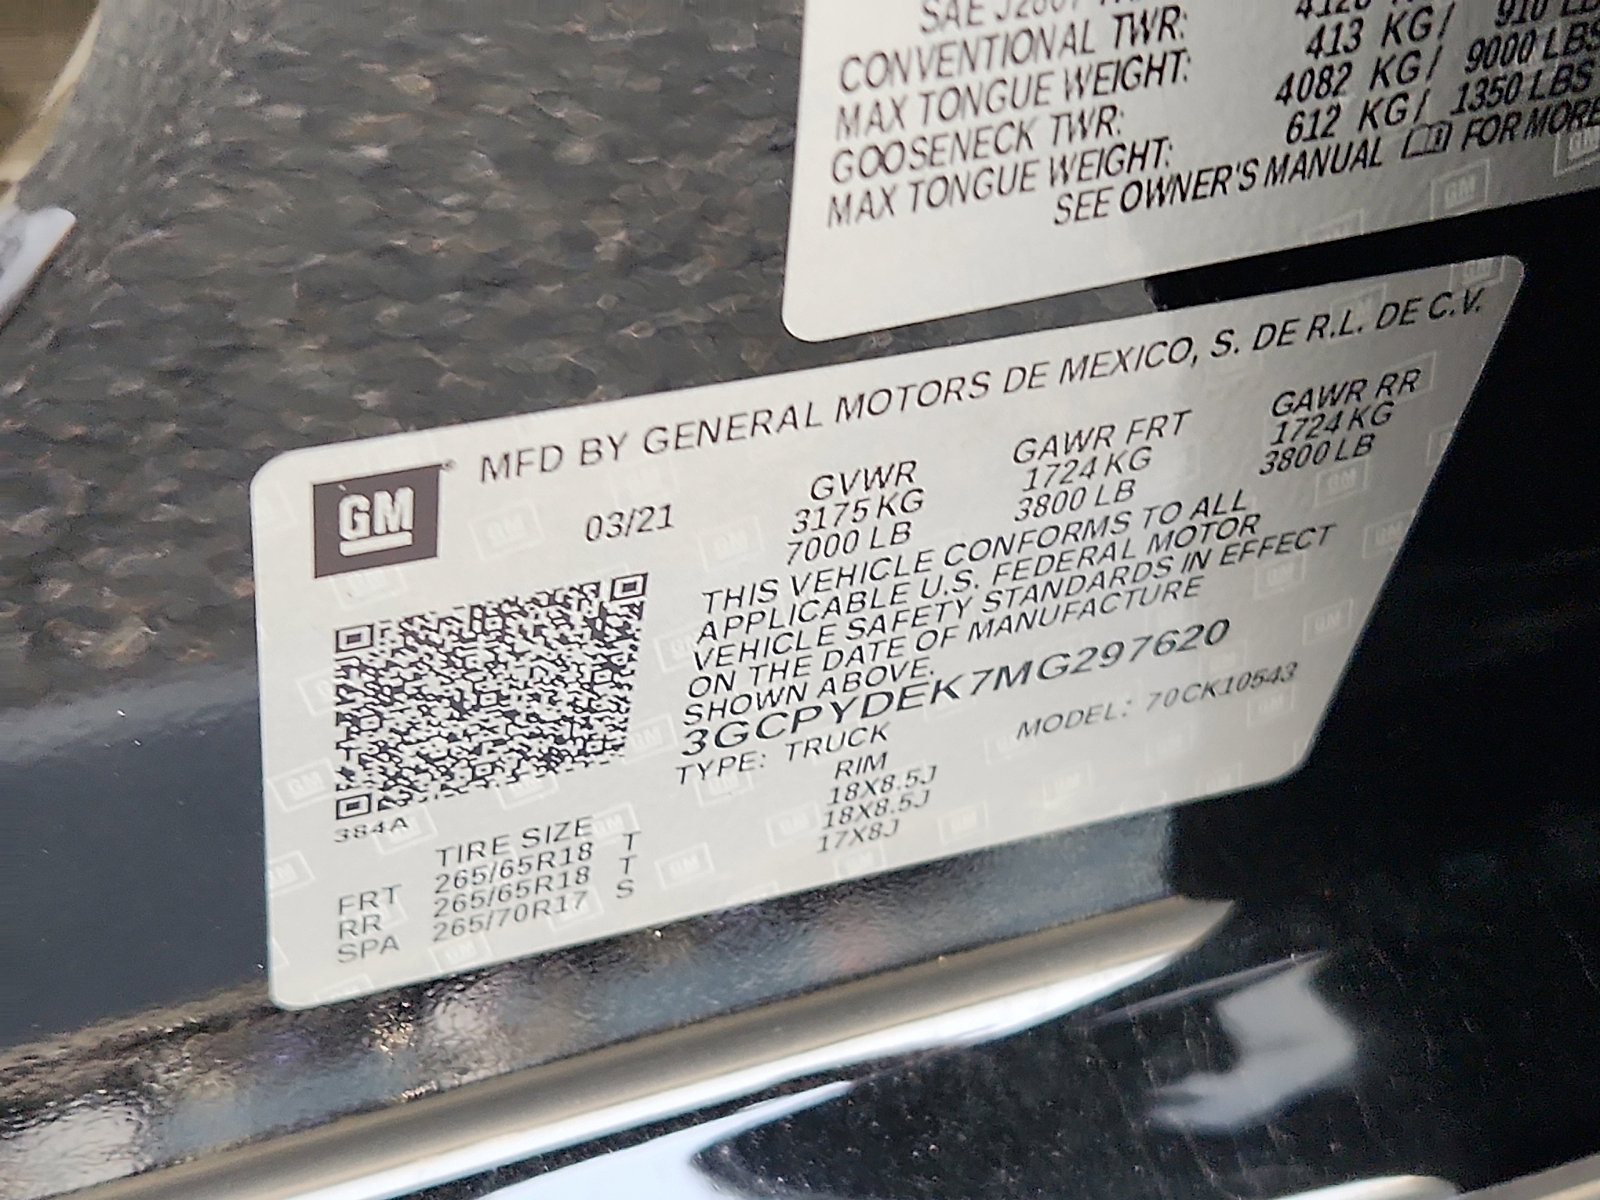 SAE J2807
CONVENTIONAL TWR: 4128 910 LB
MAX TONGUE WEIGHT: 413 KG/ 9000 LBS
GOOSENECK TWR: 4082 KG/ 1350 LBS
MAX TONGUE WEIGHT: 612 KG/
SEE OWNER'S MANUAL FOR MORE
GM MFD BY GENERAL MOTORS DE MEXICO, S. DE R.L. DE C.V.
03/21 GVWR GAWR FRT GAWR RR
3175 KG 1724 KG 1724 KG
7000 LB 3800 LB 3800 LB
THIS VEHICLE CONFORMS TO ALL
APPLICABLE U.S. FEDERAL MOTOR
VEHICLE SAFETY STANDARDS IN EFFECT
ON THE DATE OF MANUFACTURE
SHOWN ABOVE.
3GCPYDEK7MG297620
TYPE: TRUCK MODEL: 70CK10543
384A
TIRE SIZE RIM
FRT 265/65R18 T 18X8.5J
RR 265/65R18 T 18X8.5J
SPA 265/70R17 S 17X8J